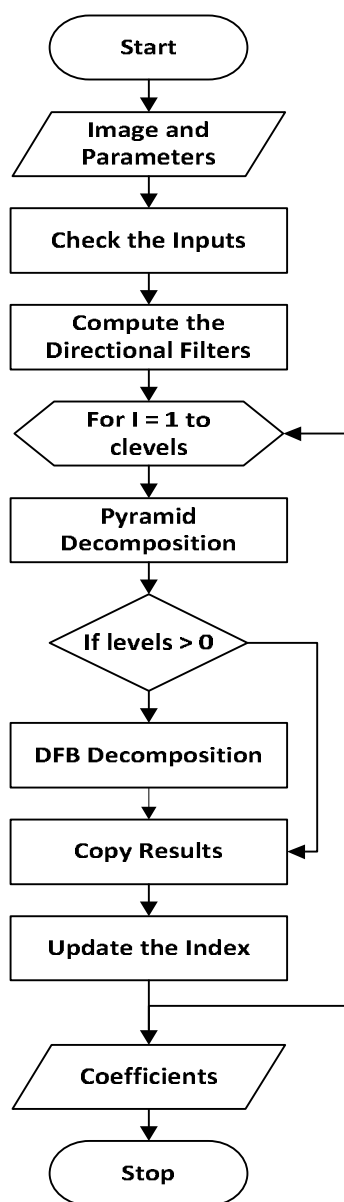 Start
Image and
Parameters
Check the Inputs
Compute the
Directional Filters
For I = 1 to
clevels
Pyramid
Decomposition
If levels > 0
DFB Decomposition
Copy Results
Update the Index
Coefficients
Stop